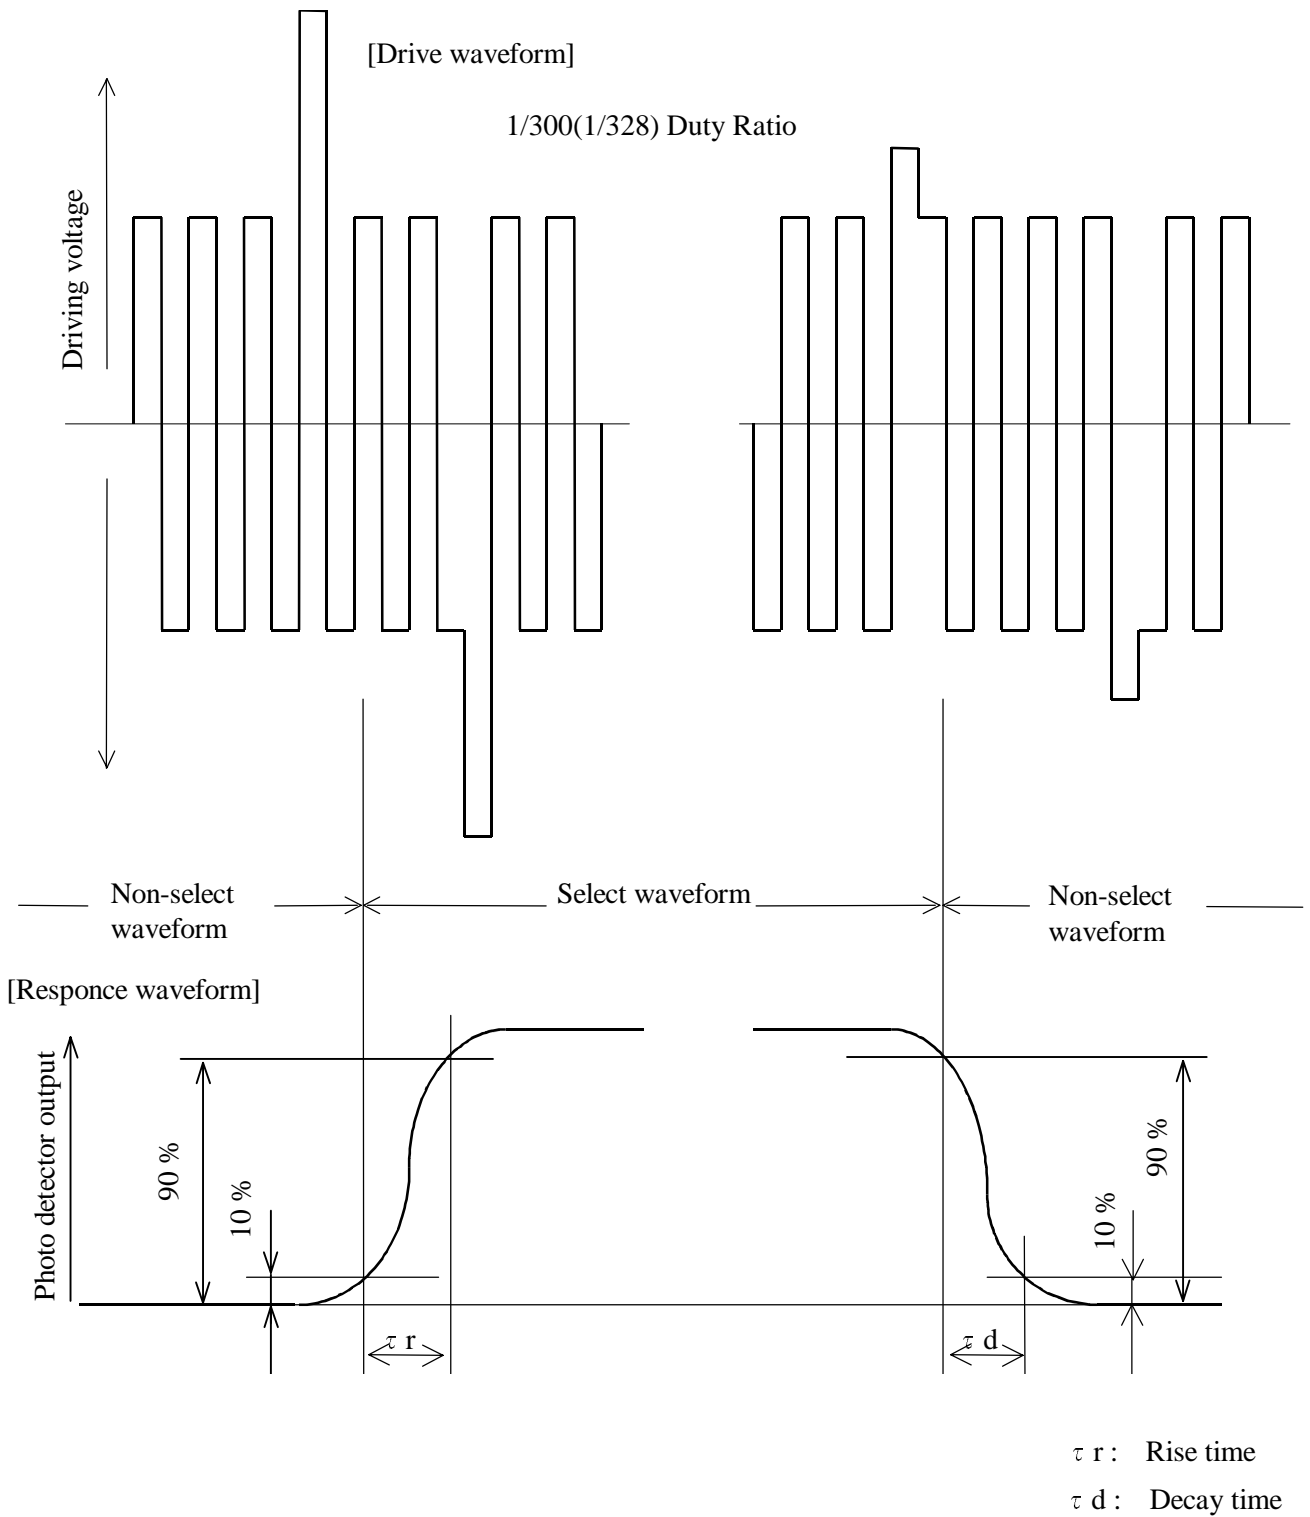 [Drive waveform]
1/300(1/328) Duty Ratio
Driving voltage
Non-select
waveform
Select waveform
Non-select
waveform
[Responce waveform]
Photo detector output
90 %
10 %
τ r
τ d
10 %
90 %
τ r : Rise time
τ d : Decay time